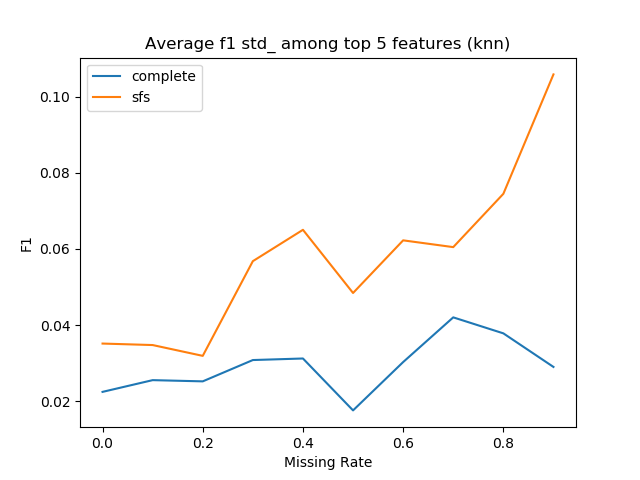 Average f1 std_ among top 5 features (knn)
complete
sfs
0.10
0.08
0.06
0.04
0.02
F1
0.0 0.2 0.4 0.6 0.8
Missing Rate